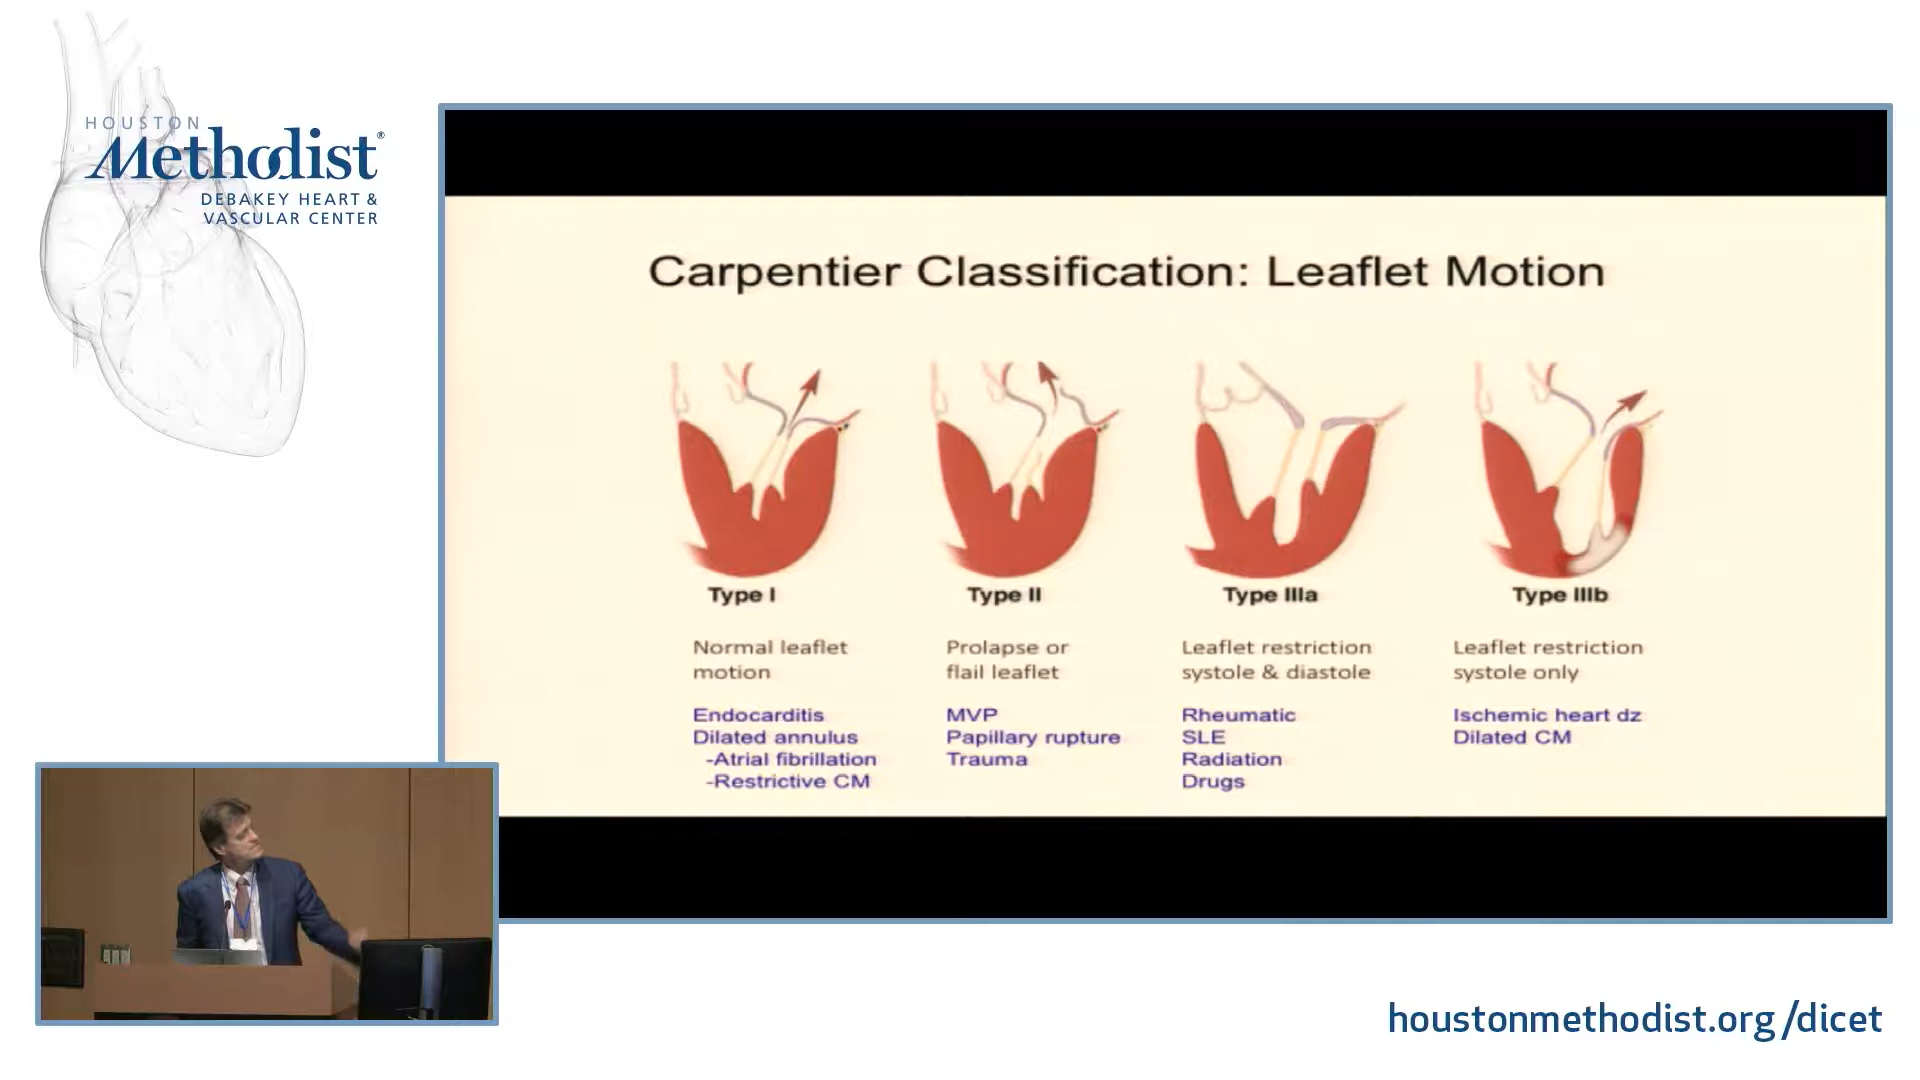 HOUSTON
Methodist®
DEBAKEY HEART &
VASCULAR CENTER
Carpentier Classification: Leaflet Motion
Type I
Type II
Type IIIa
Type IIIb
Normal leaflet
motion
Prolapse or
flail leaflet
Leaflet restriction
systole & diastole
Leaflet restriction
systole only
Endocarditis
Dilated annulus
-Atrial fibrillation
-Restrictive CM
MVP
Papillary rupture
Trauma
Rheumatic
SLE
Radiation
Drugs
Ischemic heart dz
Dilated CM
houstonmethodist.org/dicet